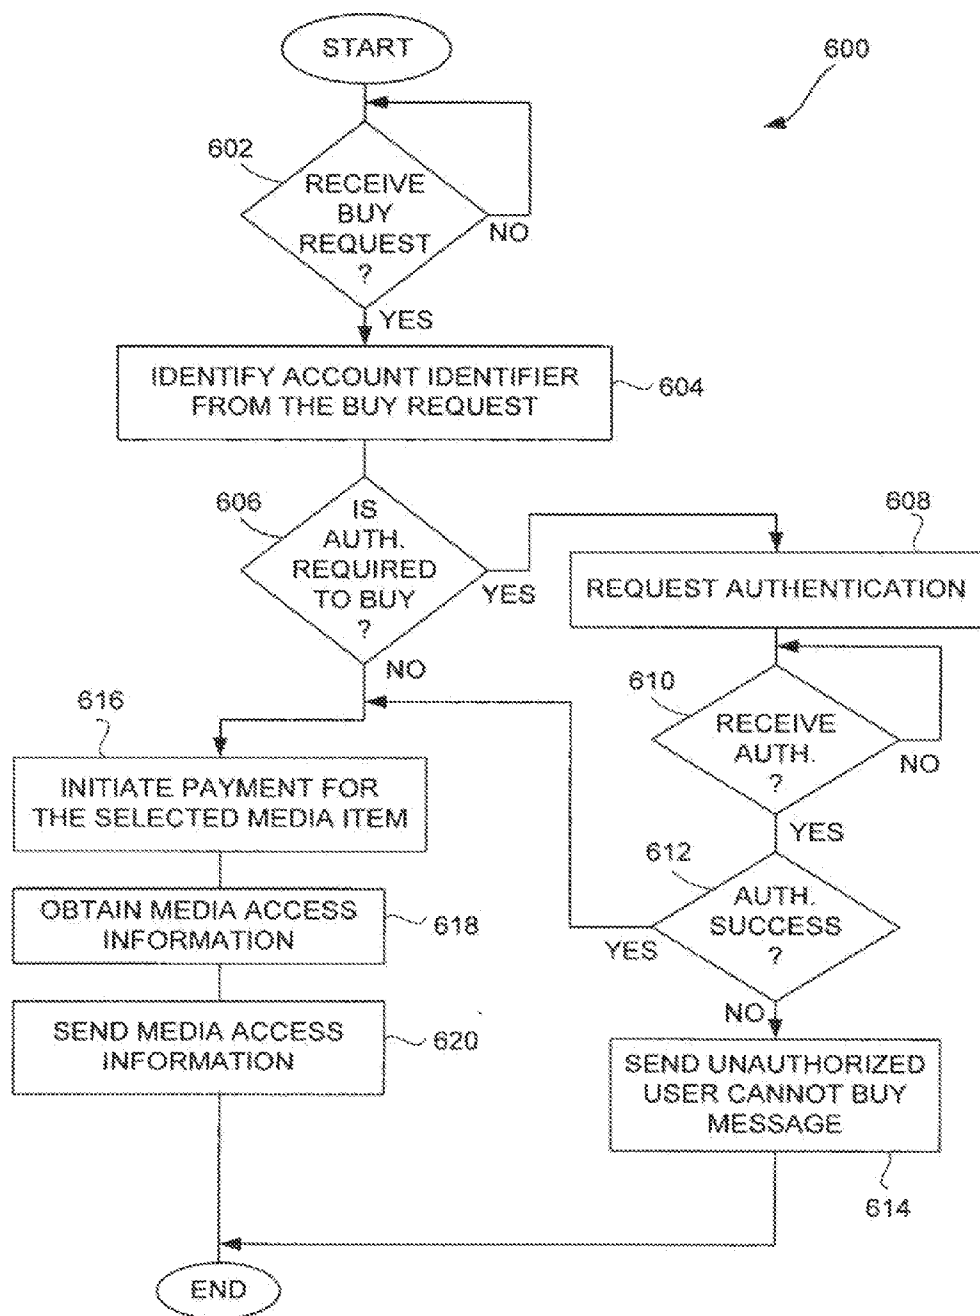 START
600
602
RECEIVE
BUY
REQUEST
?
NO
YES
IDENTIFY ACCOUNT IDENTIFIER
FROM THE BUY REQUEST
604
606
IS
AUTH.
REQUIRED
TO BUY
?
YES
NO
608
REQUEST AUTHENTICATION
610
RECEIVE
AUTH.
?
NO
YES
616
INITIATE PAYMENT FOR
THE SELECTED MEDIA ITEM
612
AUTH.
SUCCESS
?
YES
NO
OBTAIN MEDIA ACCESS
INFORMATION
618
SEND MEDIA ACCESS
INFORMATION
620
SEND UNAUTHORIZED
USER CANNOT BUY
MESSAGE
614
END